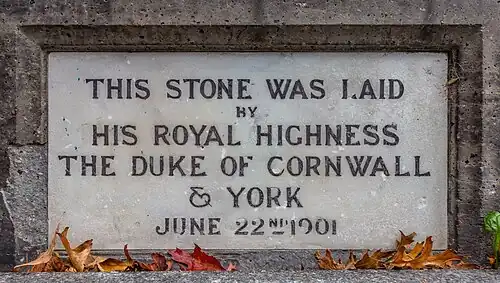 THIS STONE WAS LAID
BY
HIS ROYAL HIGHNESS
THE DUKE OF CORNWALL
& YORK
JUNE 22ND 1901